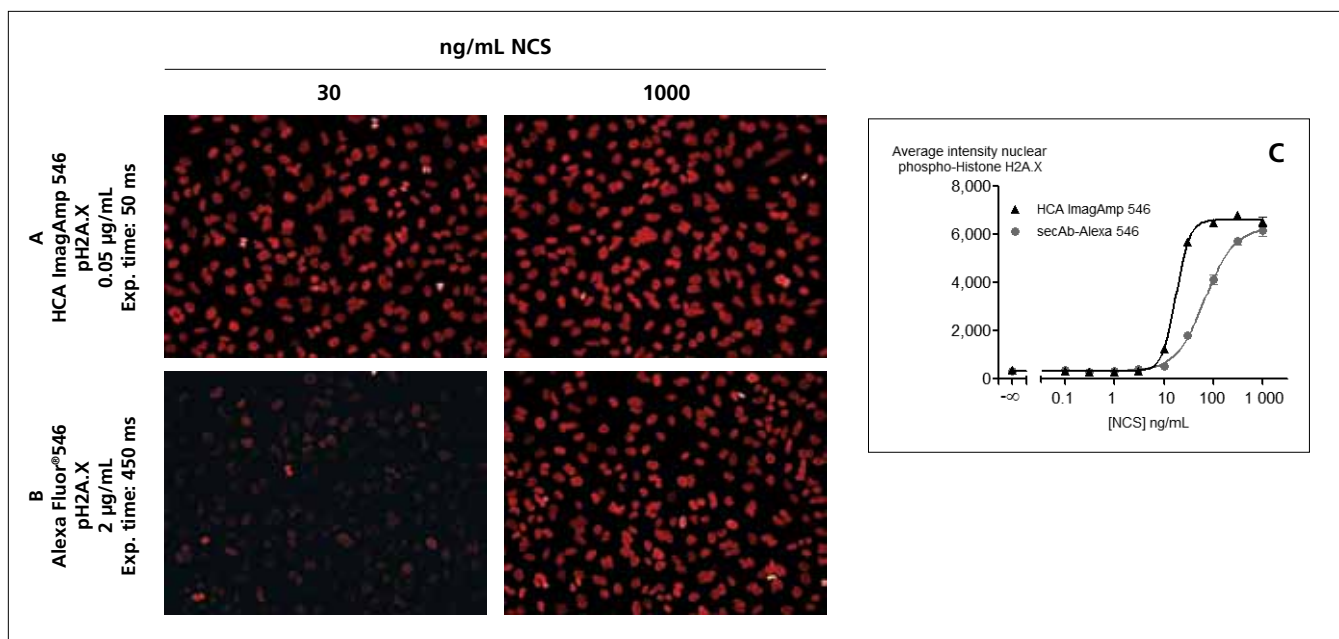 ng/mL NCS
30
1000
A
HCA ImagAmp 546
pH2A.X
0.05 µg/mL
Exp. time: 50 ms
B
Alexa Fluor®546
pH2A.X
2 µg/mL
Exp. time: 450 ms
C
Average intensity nuclear
phospho-Histone H2A.X
8,000
6,000
4,000
2,000
0
HCA ImagAmp 546
secAb-Alexa 546
-∞ 0.1 1 10 100 1 000
[NCS] ng/mL